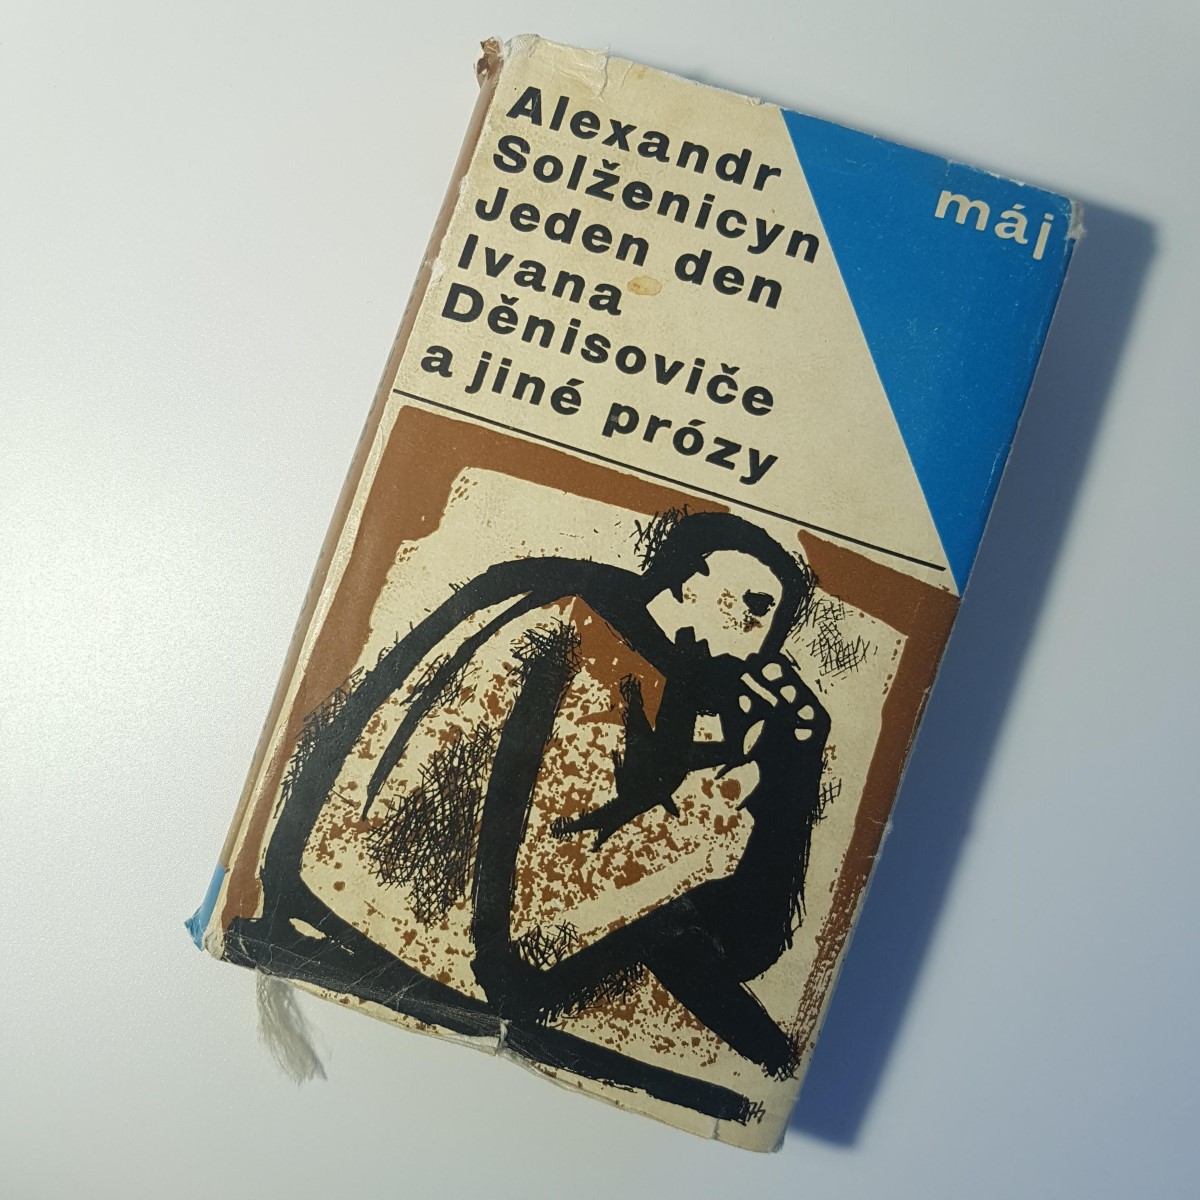 Alexandr
Solženicyn
Jeden den
Ivana
Děnisoviče
a jiné prózy
máj